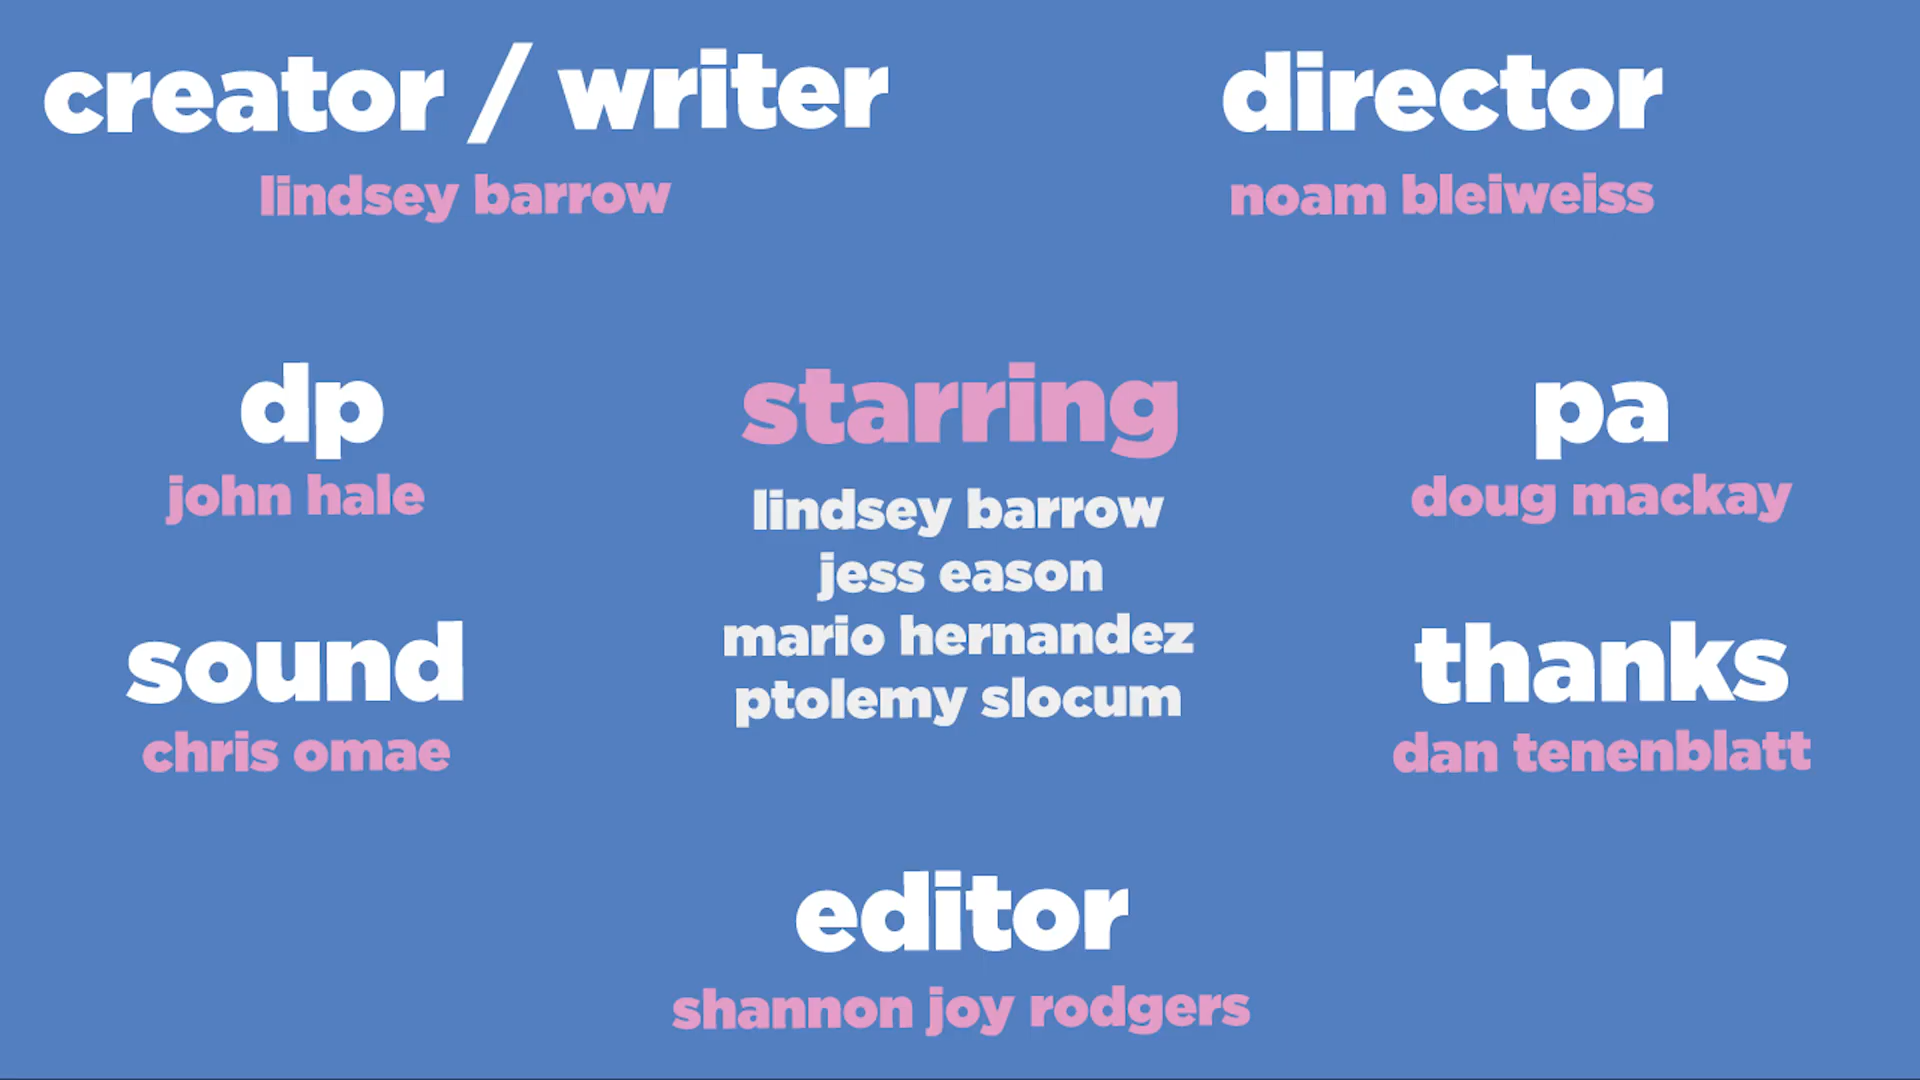 creator / writer
lindsey barrow
director
noam bleiweiss
dp
john hale
starring
lindsey barrow
jess eason
mario hernandez
ptolemy slocum
pa
doug mackay
sound
chris omae
thanks
dan tenenblatt
editor
shannon joy rodgers